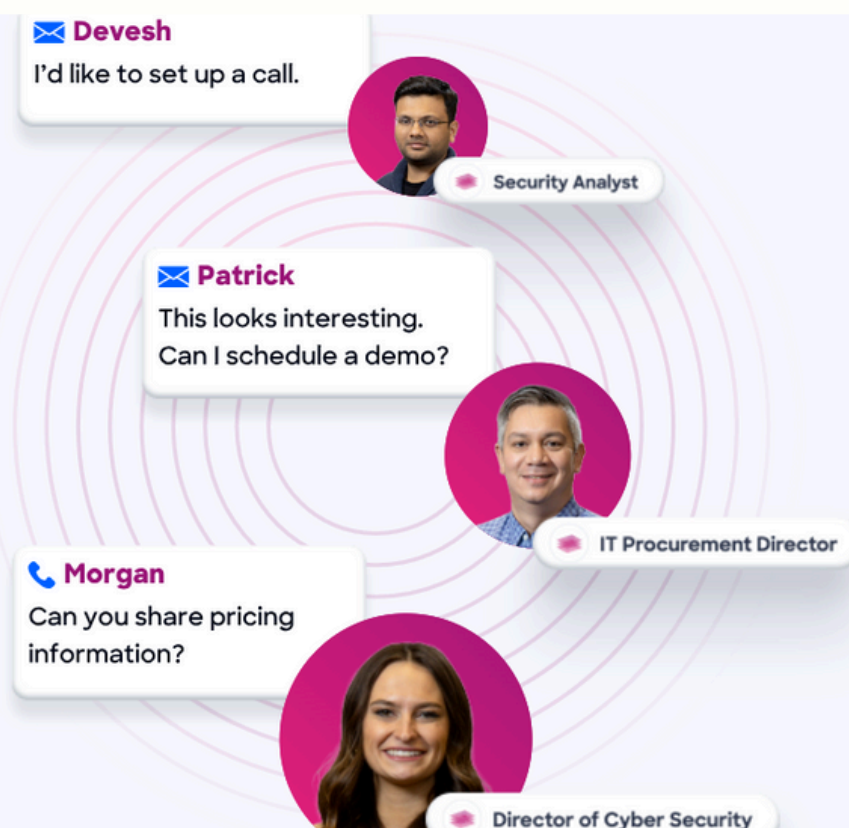 Devesh
I’d like to set up a call.
Security Analyst
Patrick
This looks interesting.
Can I schedule a demo?
IT Procurement Director
Morgan
Can you share pricing
information?
Director of Cyber Security